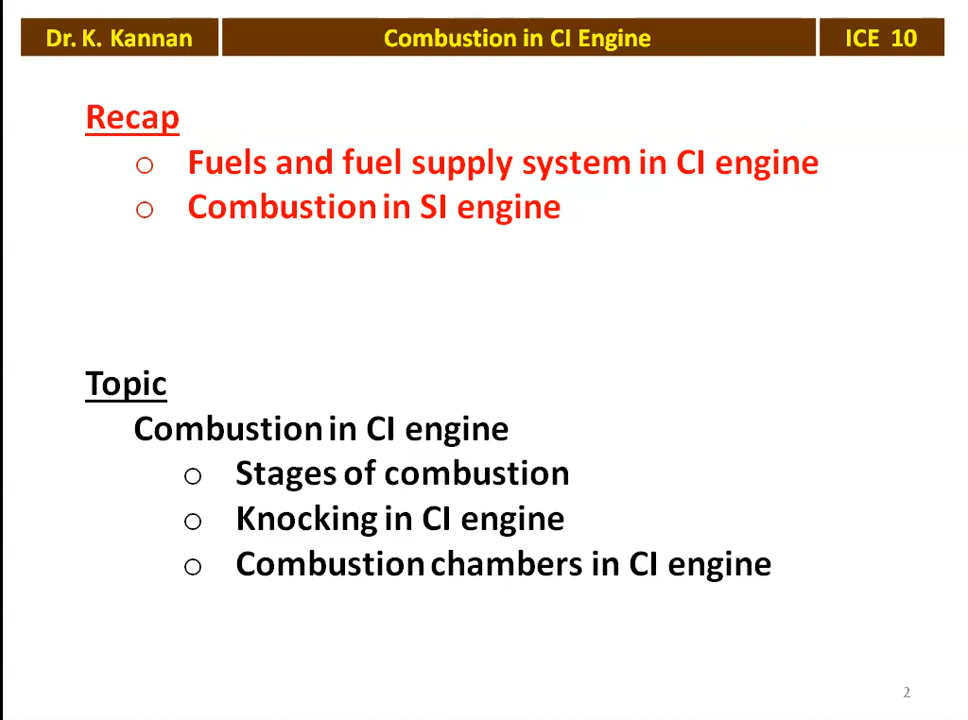 Dr. K. Kannan
Combustion in CI Engine
ICE 10
Recap
o Fuels and fuel supply system in CI engine
o Combustion in SI engine
Topic
Combustion in CI engine
o Stages of combustion
o Knocking in CI engine
o Combustion chambers in CI engine
2